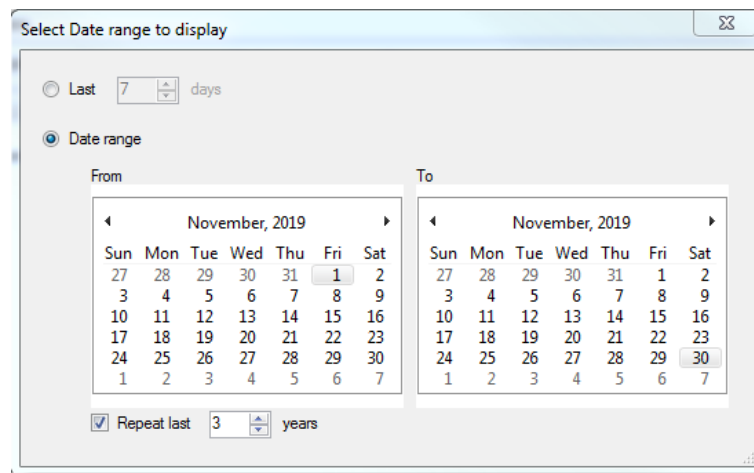 Select Date range to display
Last 7 days
Date range
From To
November, 2019 November, 2019
Sun Mon Tue Wed Thu Fri Sat Sun Mon Tue Wed Thu Fri Sat
27 28 29 30 31 1 2 27 28 29 30 31 1 2
3 4 5 6 7 8 9 3 4 5 6 7 8 9
10 11 12 13 14 15 16 10 11 12 13 14 15 16
17 18 19 20 21 22 23 17 18 19 20 21 22 23
24 25 26 27 28 29 30 24 25 26 27 28 29 30
1 2 3 4 5 6 7 1 2 3 4 5 6 7
Repeat last 3 years